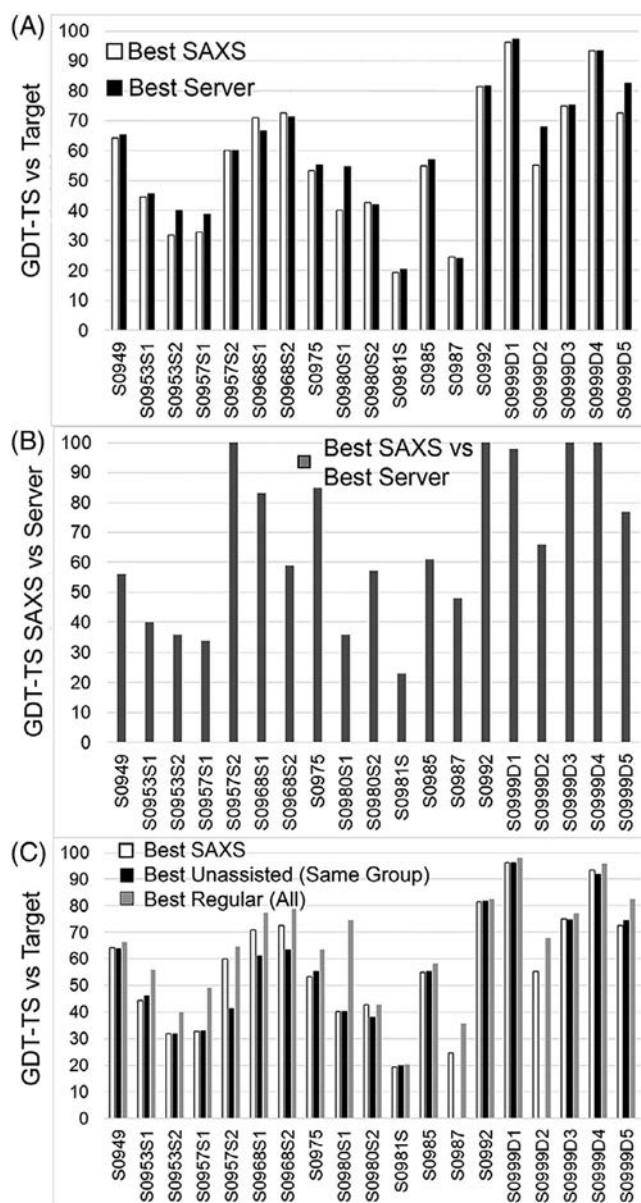 (A)
GDT-TS vs Target
100
90
80
70
60
50
40
30
20
10
0
Best SAXS
Best Server
S0949
S0953S1
S0953S2
S0957S1
S0957S2
S0968S1
S0968S2
S0975
S0980S1
S0980S2
S0981S
S0985
S0987
S0992
S0999D1
S0999D2
S0999D3
S0999D4
S0999D5
(B)
GDT-TS SAXS vs Server
100
90
80
70
60
50
40
30
20
10
0
Best SAXS vs
Best Server
S0949
S0953S1
S0953S2
S0957S1
S0957S2
S0968S1
S0968S2
S0975
S0980S1
S0980S2
S0981S
S0985
S0987
S0992
S0999D1
S0999D2
S0999D3
S0999D4
S0999D5
(C)
GDT-TS vs Target
100
90
80
70
60
50
40
30
20
10
0
Best SAXS
Best Unassisted (Same Group)
Best Regular (All)
S0949
S0953S1
S0953S2
S0957S1
S0957S2
S0968S1
S0968S2
S0975
S0980S1
S0980S2
S0981S
S0985
S0987
S0992
S0999D1
S0999D2
S0999D3
S0999D4
S0999D5